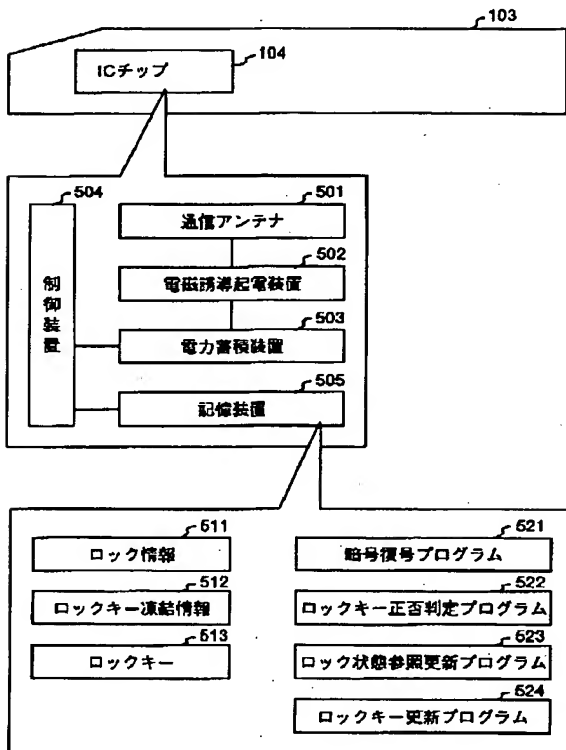 103
ICチップ
104
504
501
通信アンテナ
502
制御装置
電磁誘導起電装置
503
電力蓄積装置
505
記憶装置
511
521
ロック情報
暗号復号プログラム
512
522
ロックキー凍結情報
ロックキー正否判定プログラム
513
523
ロックキー
ロック状態参照更新プログラム
524
ロックキー更新プログラム